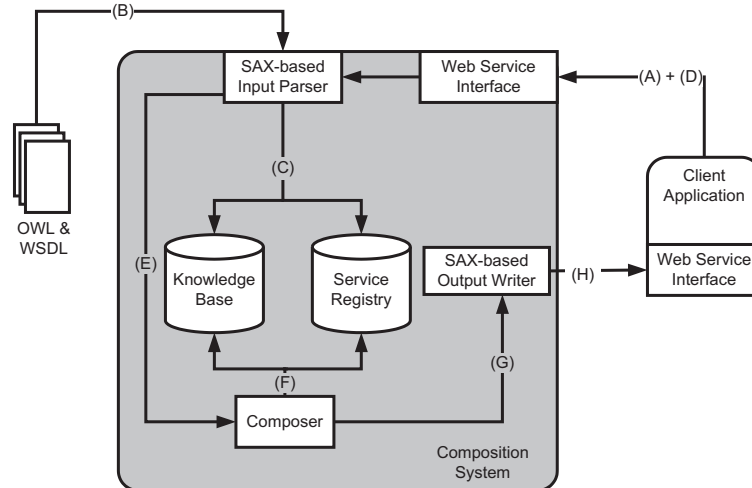 (B)
SAX-based
Input Parser
Web Service
Interface
(A) + (D)
(C)
Client
Application
OWL &
WSDL
(E)
Knowledge
Base
Service
Registry
SAX-based
Output Writer
(H)
Web Service
Interface
(F)
(G)
Composer
Composition
System